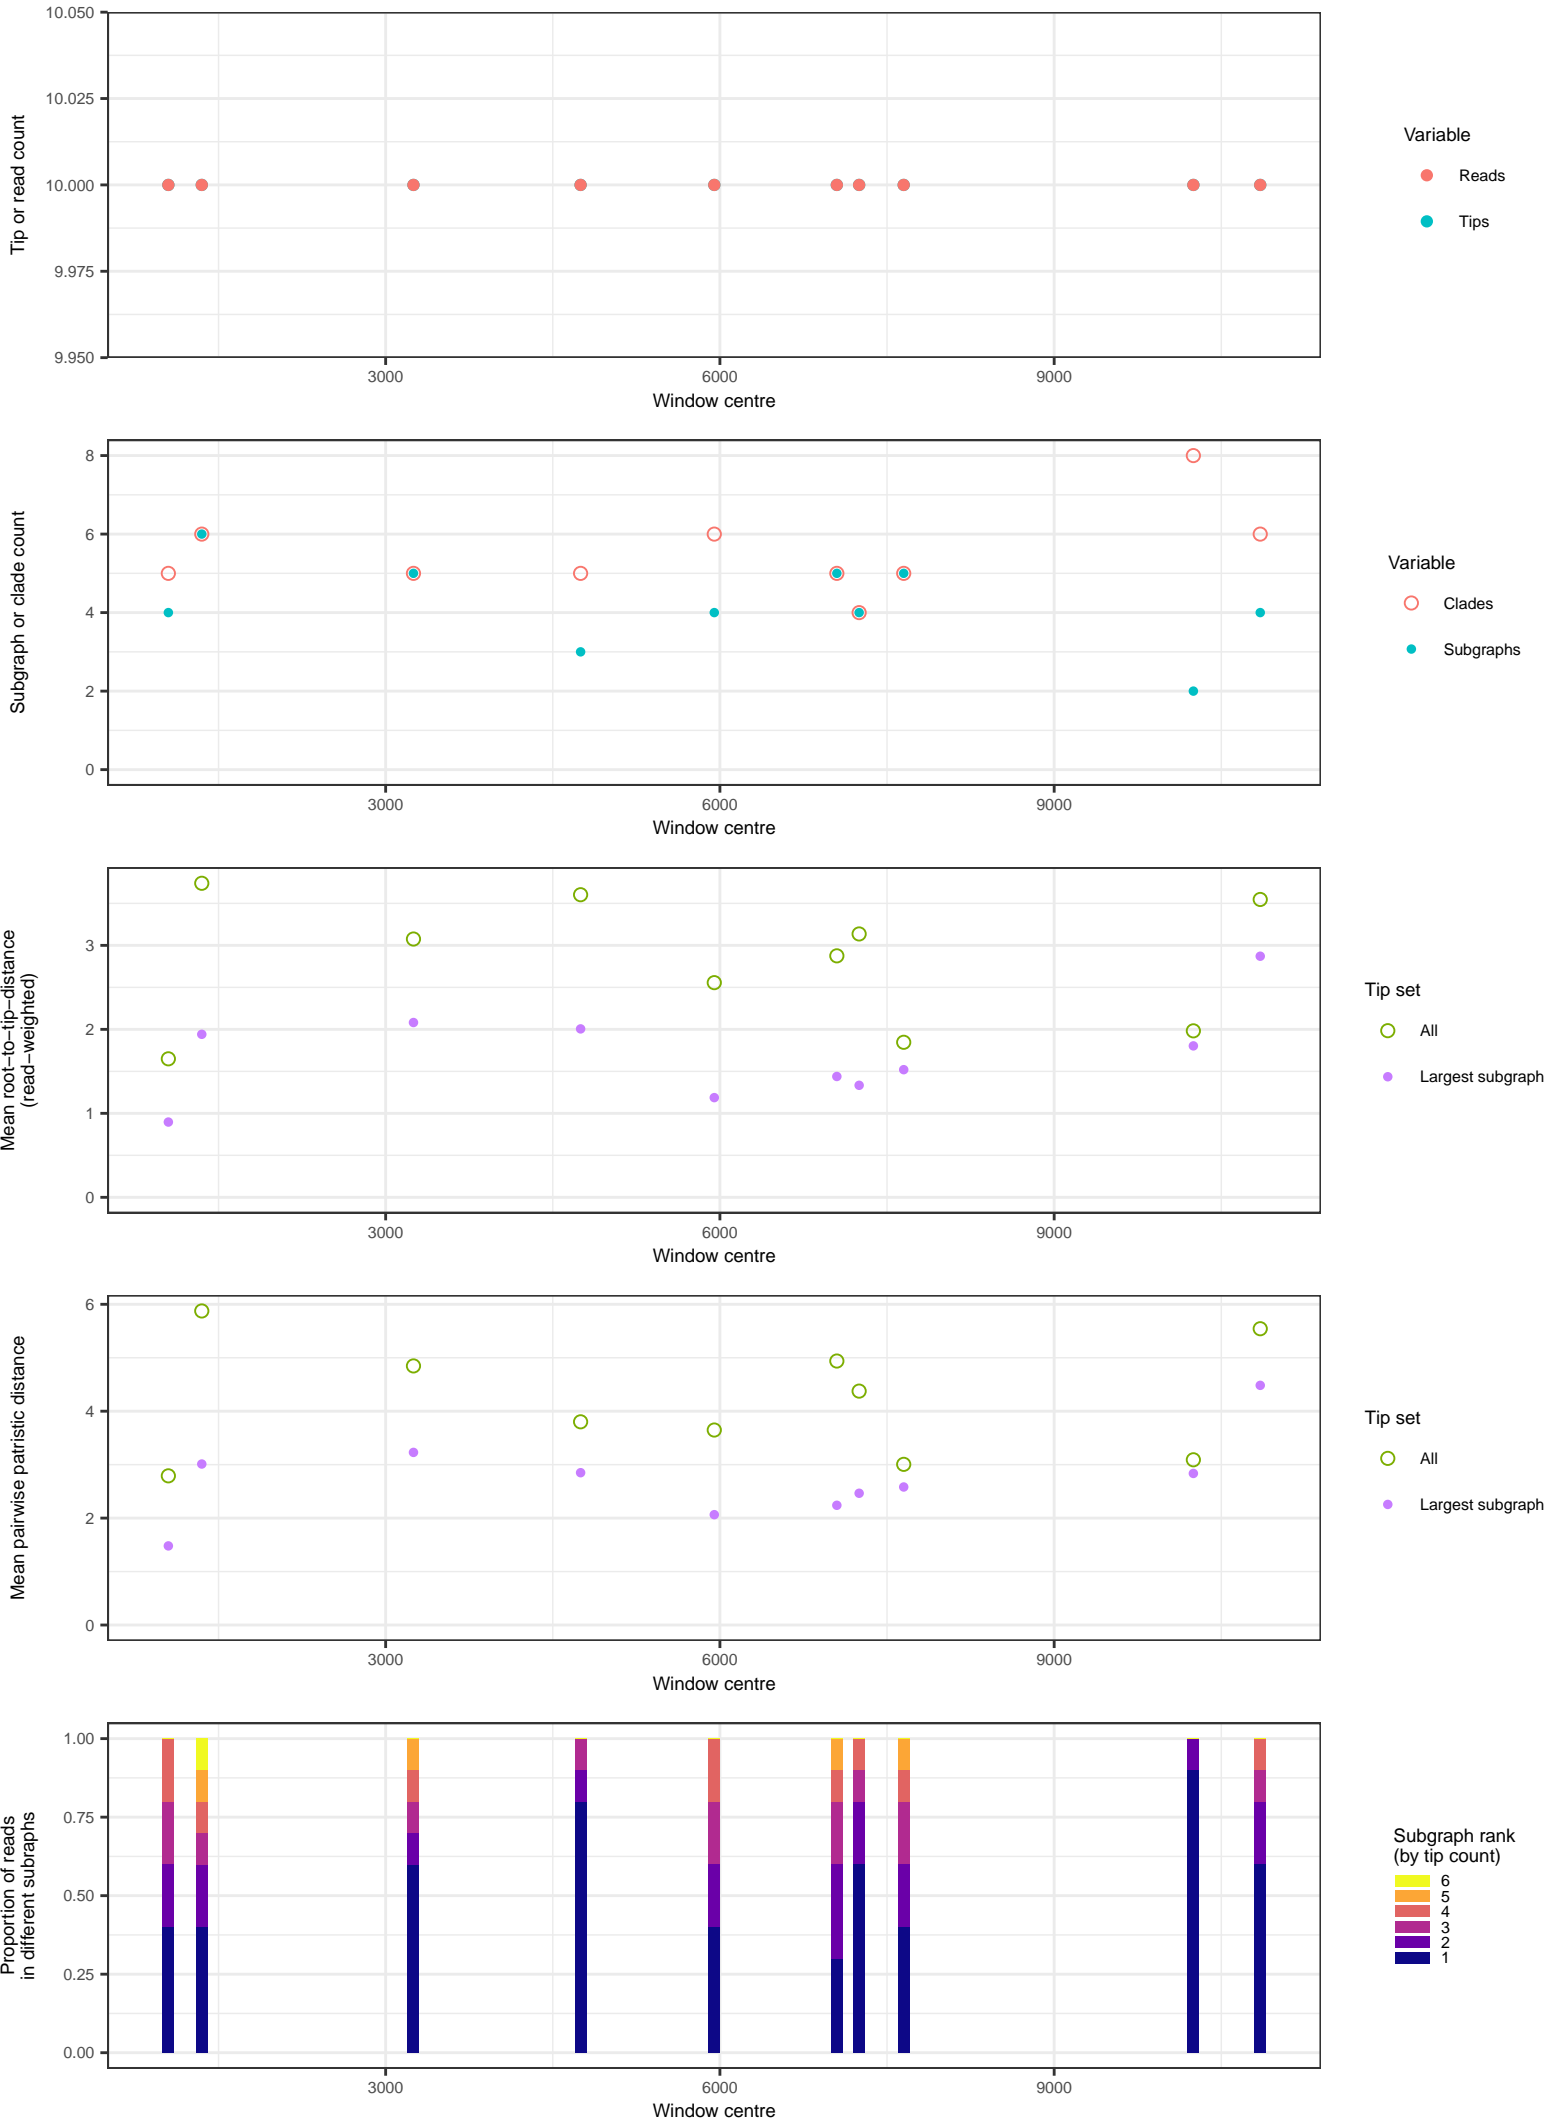 10.050
10.025
10.000
9.975
9.950
Tip or read count
3000 6000 9000
Window centre
Variable
Reads
Tips
8
6
4
2
0
Subgraph or clade count
3000 6000 9000
Window centre
Variable
Clades
Subgraphs
3
2
1
0
Mean root−to−tip−distance
(read−weighted)
3000 6000 9000
Window centre
Tip set
All
Largest subgraph
6
4
2
0
Mean pairwise patristic distance
3000 6000 9000
Window centre
Tip set
All
Largest subgraph
1.00
0.75
0.50
0.25
0.00
Proportion of reads
in different subraphs
3000 6000 9000
Window centre
Subgraph rank
(by tip count)
6
5
4
3
2
1